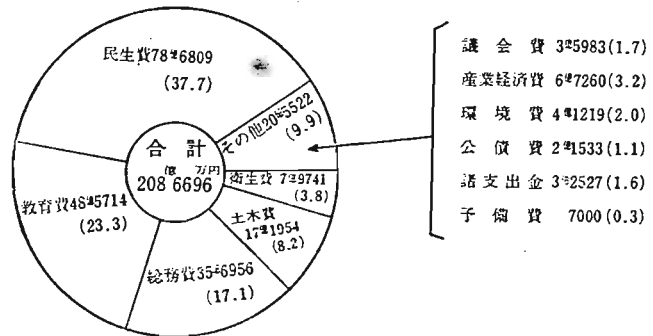 民生費78億6809
(37.7)
その他20億5522
(9.9)
合計
億 万円
208 6696
衛生費 7億9741
(3.8)
土木費
17億1954
(8.2)
総務費35億6956
(17.1)
教育費48億5714
(23.3)
議会費 3億5983(1.7)
産業経済費 6億7260(3.2)
環境費 4億1219(2.0)
公債費 2億1533(1.1)
諸支出金 3億2527(1.6)
予備費 7000(0.3)